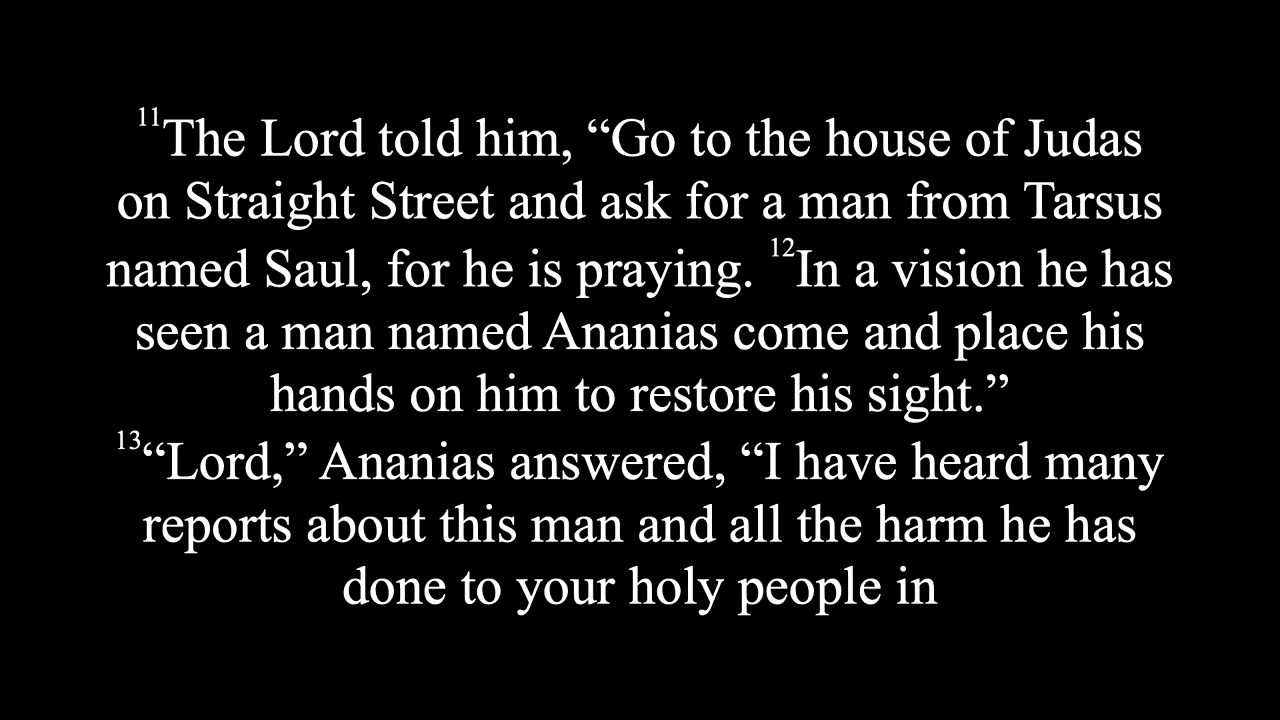 11The Lord told him, “Go to the house of Judas
on Straight Street and ask for a man from Tarsus
named Saul, for he is praying. 12In a vision he has
seen a man named Ananias come and place his
hands on him to restore his sight.”
13“Lord,” Ananias answered, “I have heard many
reports about this man and all the harm he has
done to your holy people in